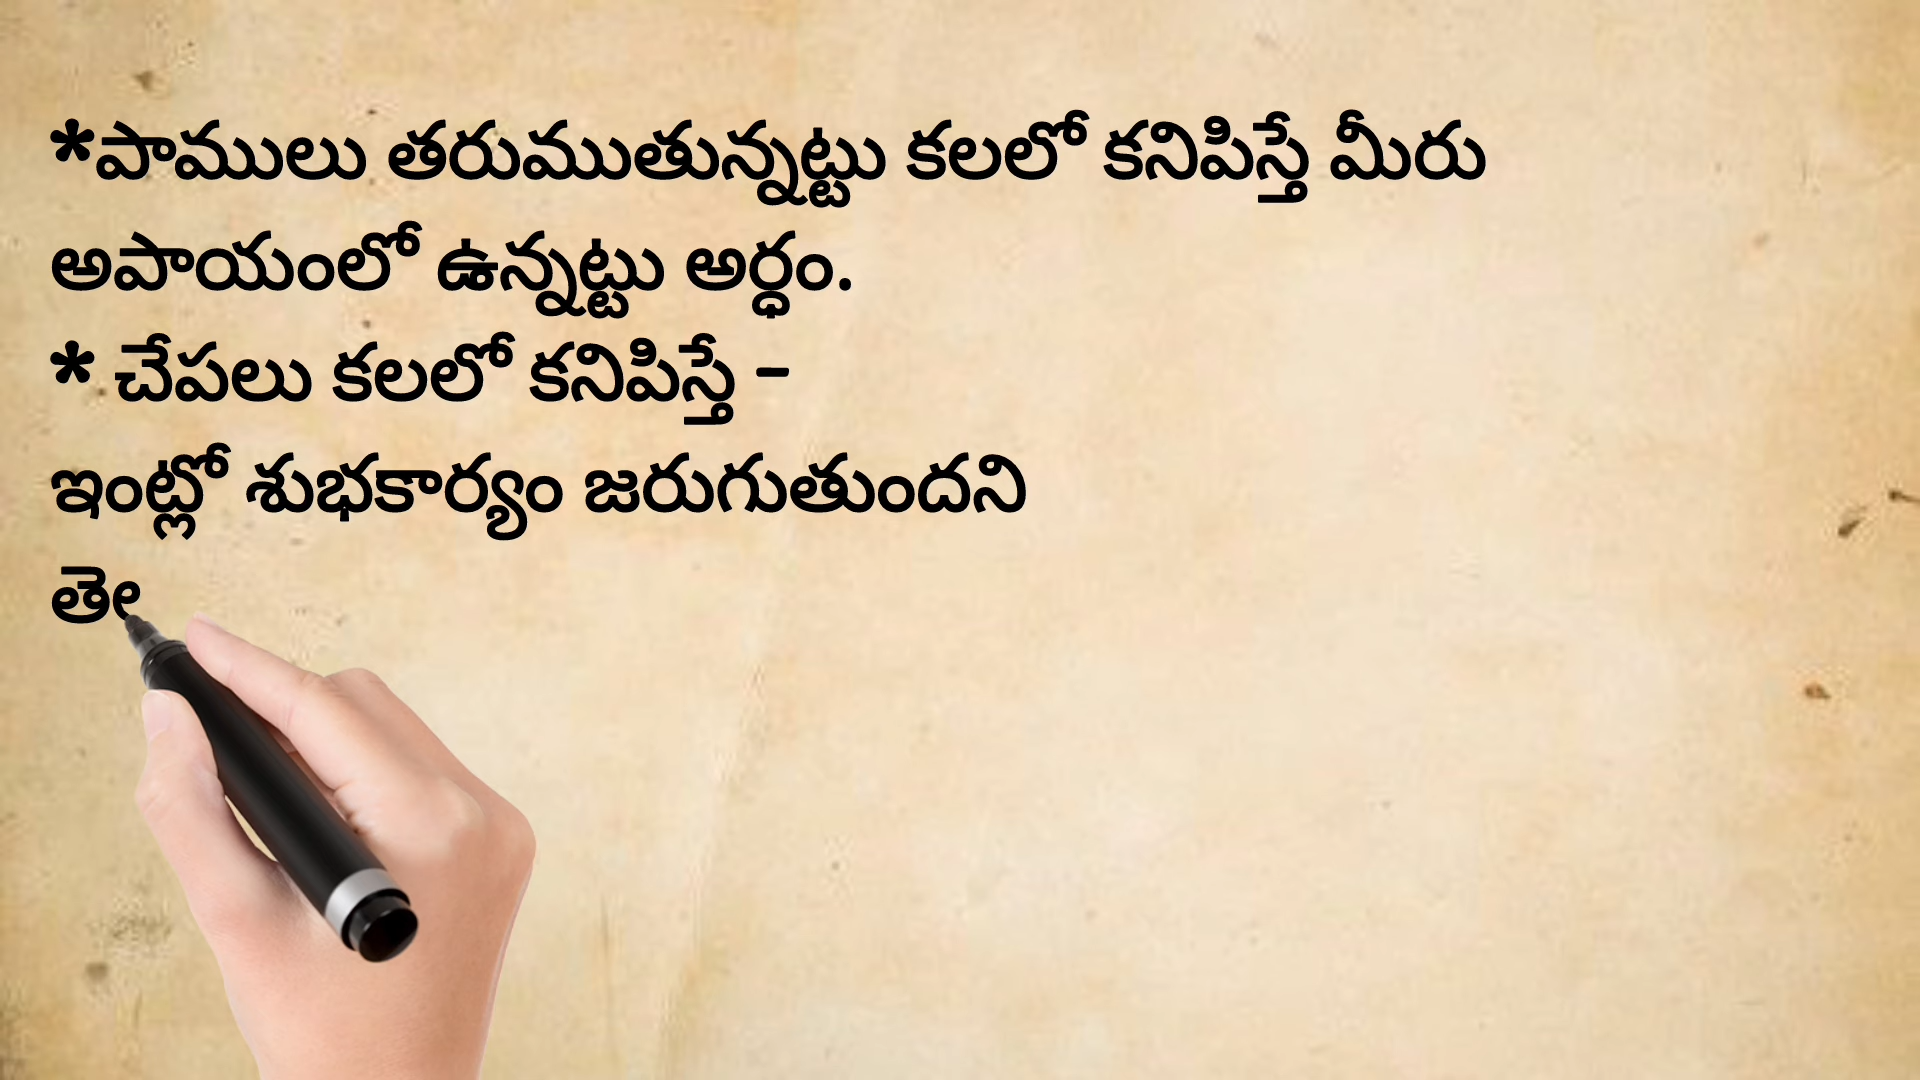 *పాములు తరుముతున్నట్టు కలలో కనిపిస్తే మీరు
అపాయంలో ఉన్నట్టు అర్ధం.
* చేపలు కలలో కనిపిస్తే -
ఇంట్లో శుభకార్యం జరుగుతుందని